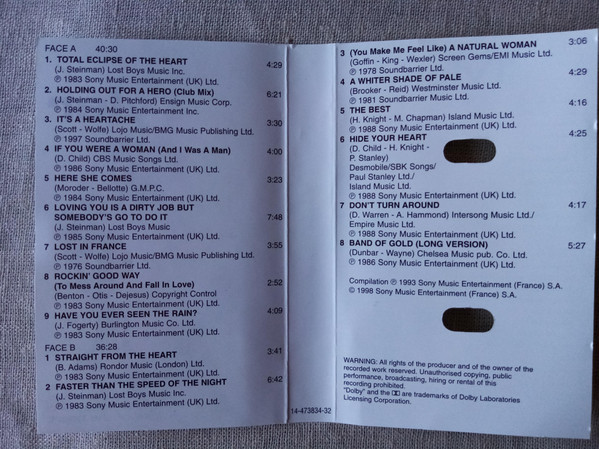 FACE A 40:30
1. TOTAL ECLIPSE OF THE HEART 4:29
(J. Steinman) Lost Boys Music Inc.
℗ 1983 Sony Music Entertainment (UK) Ltd.
2. HOLDING OUT FOR A HERO (Club Mix) 6:21
(J. Steinman - D. Pitchford) Ensign Music Corp.
℗ 1984 Sony Music Entertainment Inc.
3. IT'S A HEARTACHE 3:30
(Scott - Wolfe) Lojo Music/BMG Music Publishing Ltd.
℗ 1997 Soundbarrier Ltd.
4 IF YOU WERE A WOMAN (And I Was A Man) 4:00
(D. Child) CBS Music Songs Ltd.
℗ 1986 Sony Music Entertainment (UK) Ltd.
5 HERE SHE COMES 3:23
(Moroder - Bellotte) G.M.P.C.
℗ 1984 Sony Music Entertainment (UK) Ltd.
6 LOVING YOU IS A DIRTY JOB BUT
SOMEBODY'S GO TO DO IT 7:48
(J. Steinman) Lost Boys Music
℗ 1985 Sony Music Entertainment (UK) Ltd.
7 LOST IN FRANCE 3:55
(Scott - Wolfe) Lojo Music/BMG Music Publishing Ltd.
℗ 1976 Soundbarrier Ltd.
8 ROCKIN' GOOD WAY
(To Mess Around And Fall In Love) 2:52
(Benton - Otis - Dejesus) Copyright Control
℗ 1983 Sony Music Entertainment (UK) Ltd.
9 HAVE YOU EVER SEEN THE RAIN? 4:09
(J. Fogerty) Burlington Music Co. Ltd.
℗ 1983 Sony Music Entertainment (UK) Ltd.
FACE B 36:28
1 STRAIGHT FROM THE HEART 3:41
(B. Adams) Rondor Music (London) Ltd.
℗ 1983 Sony Music Entertainment (UK) Ltd.
2 FASTER THAN THE SPEED OF THE NIGHT 6:42
(J. Steinman) Lost Boys Music Inc.
℗ 1983 Sony Music Entertainment (UK) Ltd.
14-473834-32
3 (You Make Me Feel Like) A NATURAL WOMAN 3:06
(Goffin - King - Wexler) Screen Gems/EMI Music Ltd.
℗ 1978 Soundbarrier Ltd.
4 A WHITER SHADE OF PALE 4:29
(Brooker - Reid) Westminster Music Ltd.
℗ 1981 Soundbarrier Music Ltd.
5 THE BEST 4:16
(H. Knight - M. Chapman) Island Music Ltd.
℗ 1988 Sony Music Entertainment (UK) Ltd.
6 HIDE YOUR HEART 4:25
(D. Child - H. Knight -
P. Stanley)
Desmobile/SBK Songs/
Paul Stanley Ltd./
Island Music Ltd.
℗ 1988 Sony Music Entertainment (UK) Ltd.
7 DON'T TURN AROUND 4:17
(D. Warren - A. Hammond) Intersong Music Ltd./
Empire Music Ltd.
℗ 1988 Sony Music Entertainment (UK) Ltd.
8 BAND OF GOLD (LONG VERSION) 5:27
(Dunbar - Wayne) Chelsea Music pub. Co. Ltd.
℗ 1986 Sony Music Entertainment (UK) Ltd.
Compilation ℗ 1993 Sony Music Entertainment (France) S.A.
© 1998 Sony Music Entertainment (France) S.A.
WARNING: All rights of the producer and of the owner of the
recorded work reserved. Unauthorised copying, public
performance, broadcasting, hiring or rental of this
recording prohibited.
"Dolby" and the are trademarks of Dolby Laboratories
Licensing Corporation.